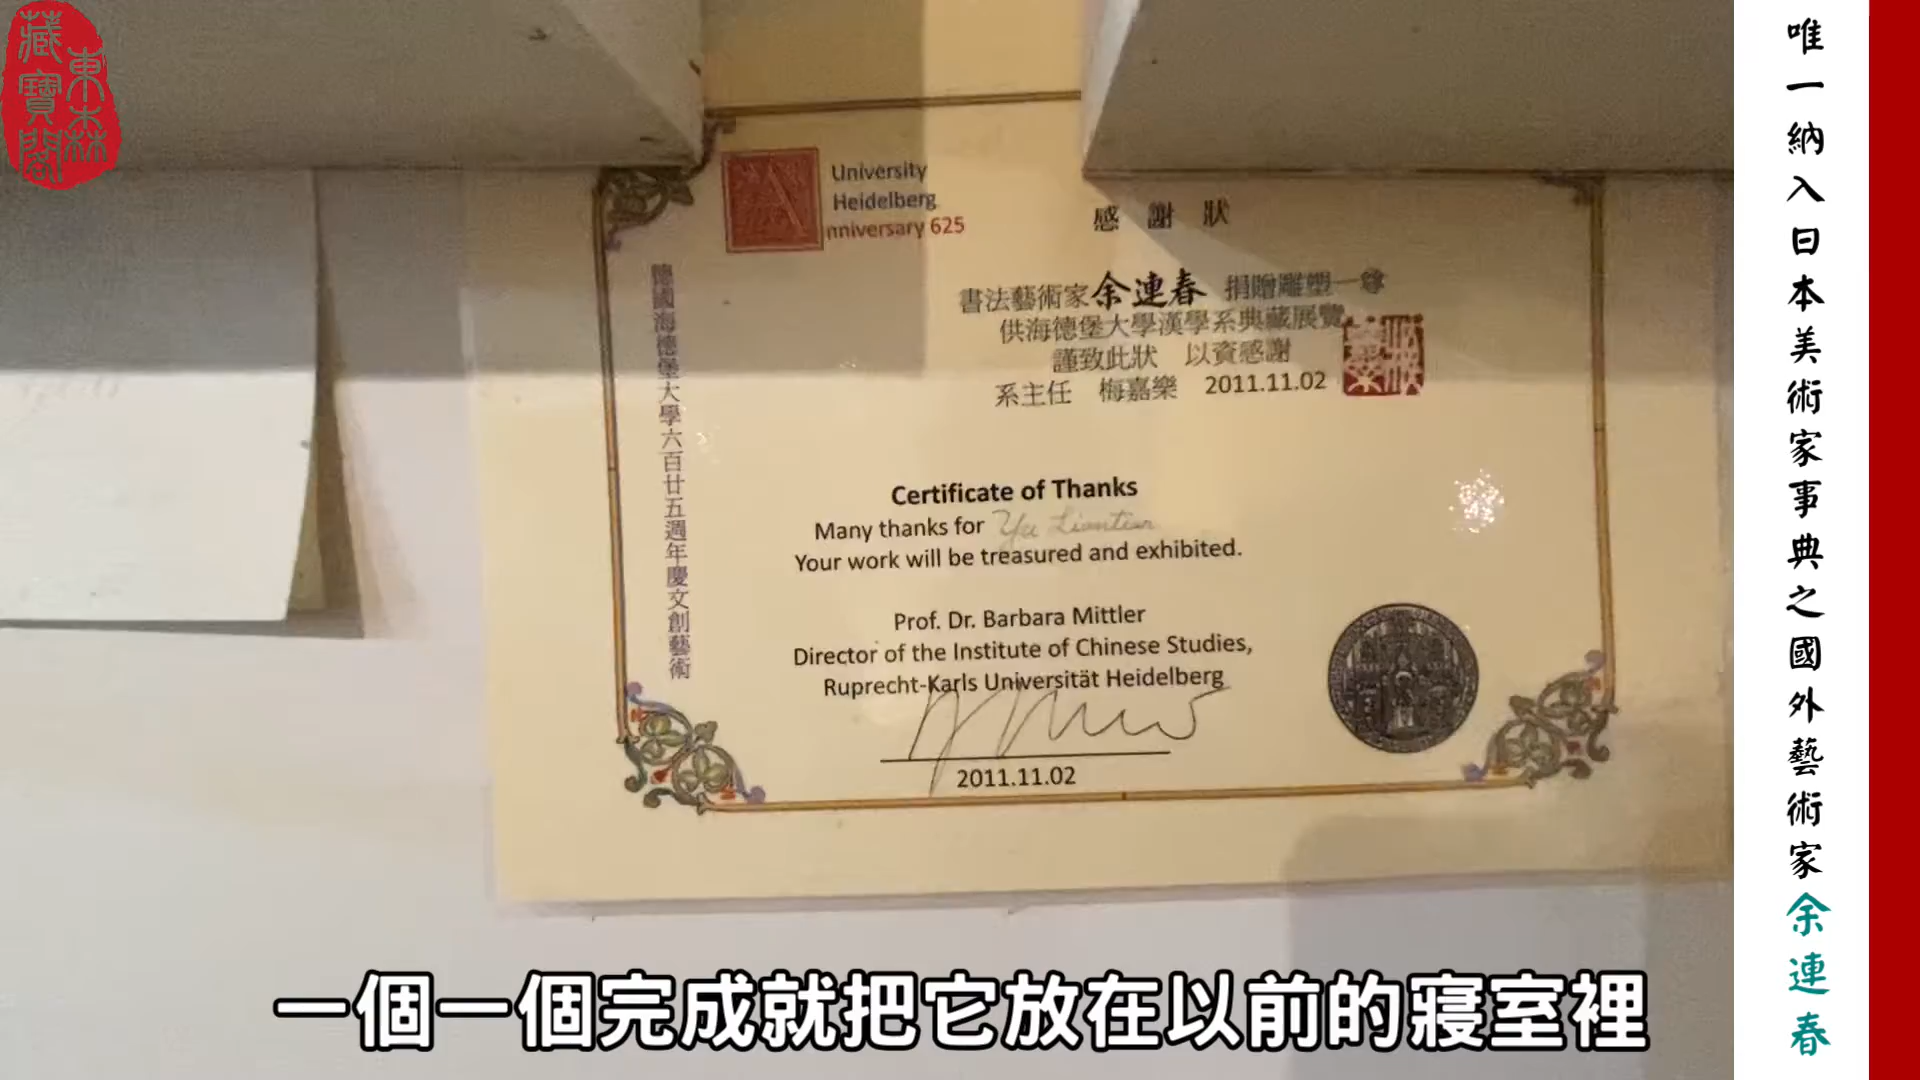 東森
藏寶閣
University
Heidelberg
nniversary 625
感謝狀
書法藝術家余連春 捐贈雕塑一尊
供海德堡大學漢學系典藏展覽
謹致此狀 以資感謝
系主任 梅嘉樂 2011.11.02
德國海德堡大學六百廿五週年慶文創藝術
Certificate of Thanks
Many thanks for Yu
Your work will be treasured and exhibited.
Prof. Dr. Barbara Mittler
Director of the Institute of Chinese Studies,
Ruprecht-Karls Universität Heidelberg
2011.11.02
唯一納入日本美術家事典之國外藝術家余連春
一個一個完成就把它放在以前的寢室裡